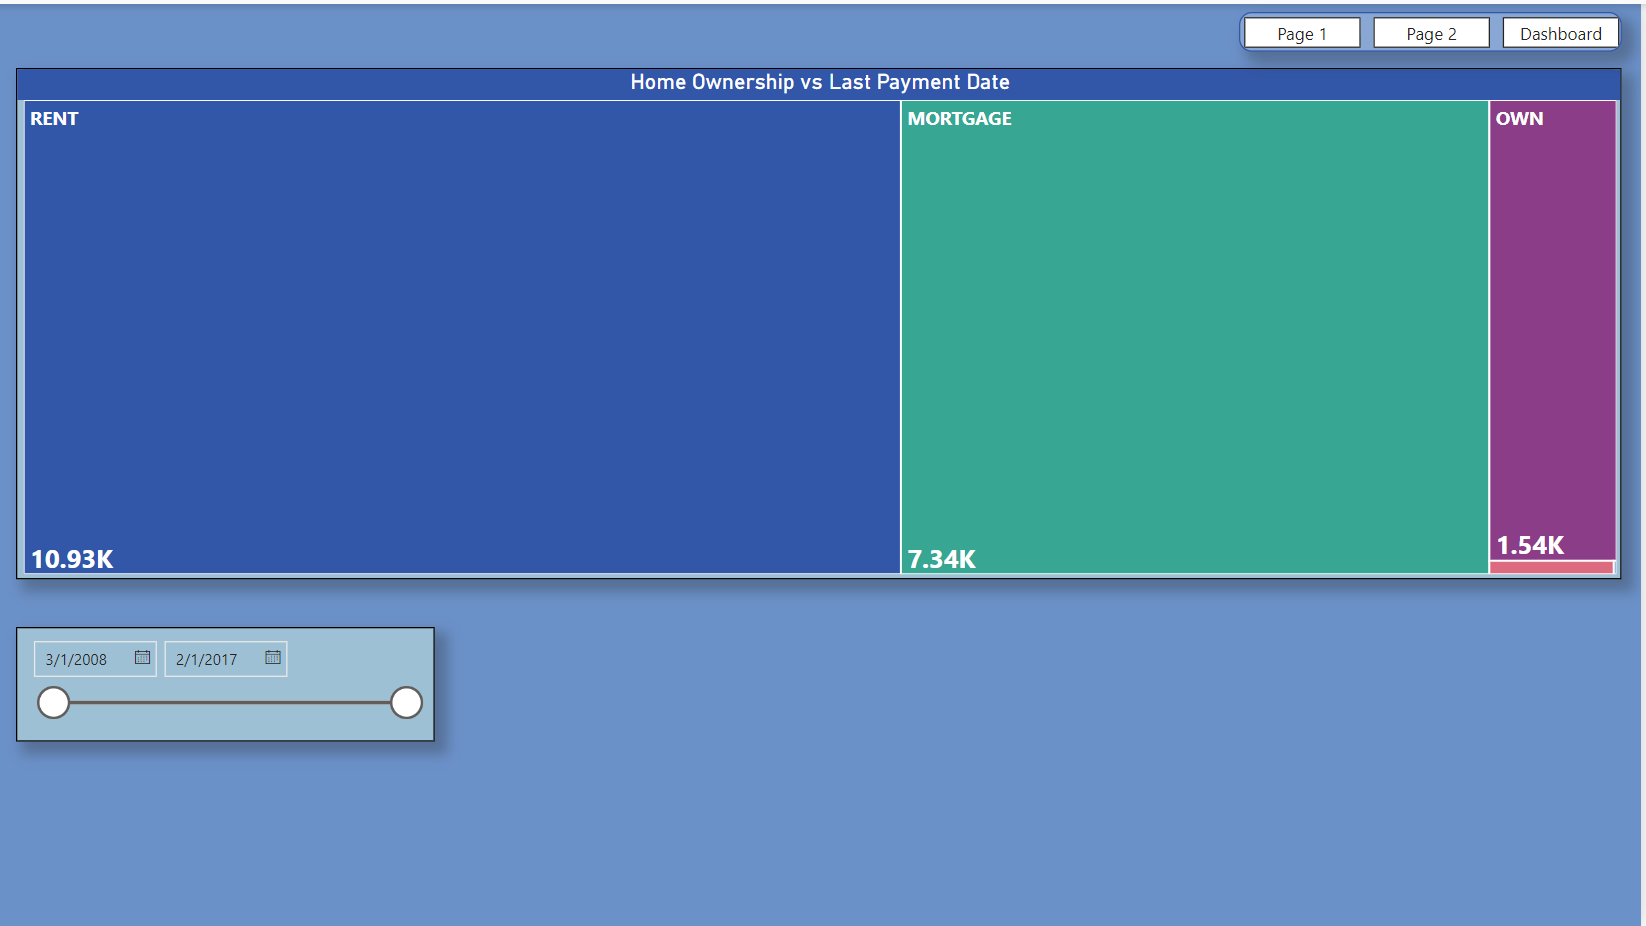 Page 1
Page 2
Dashboard
Home Ownership vs Last Payment Date
RENT
MORTGAGE
OWN
10.93K
7.34K
1.54K
3/1/2008
2/1/2017